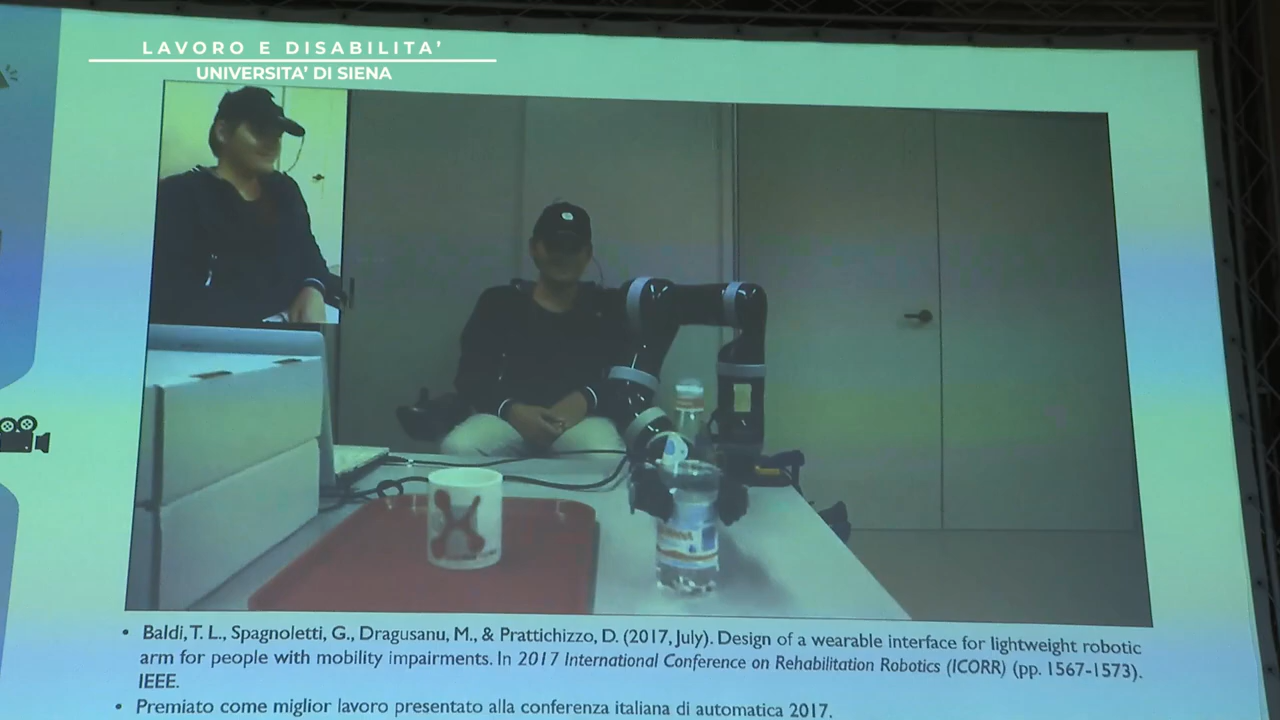 LAVORO E DISABILITA’
UNIVERSITA’ DI SIENA
• Baldi, T. L., Spagnoletti, G., Dragusanu, M., & Prattichizzo, D. (2017, July). Design of a wearable interface for lightweight robotic
arm for people with mobility impairments. In 2017 International Conference on Rehabilitation Robotics (ICORR) (pp. 1567-1573).
IEEE.
• Premiato come miglior lavoro presentato alla conferenza italiana di automatica 2017.